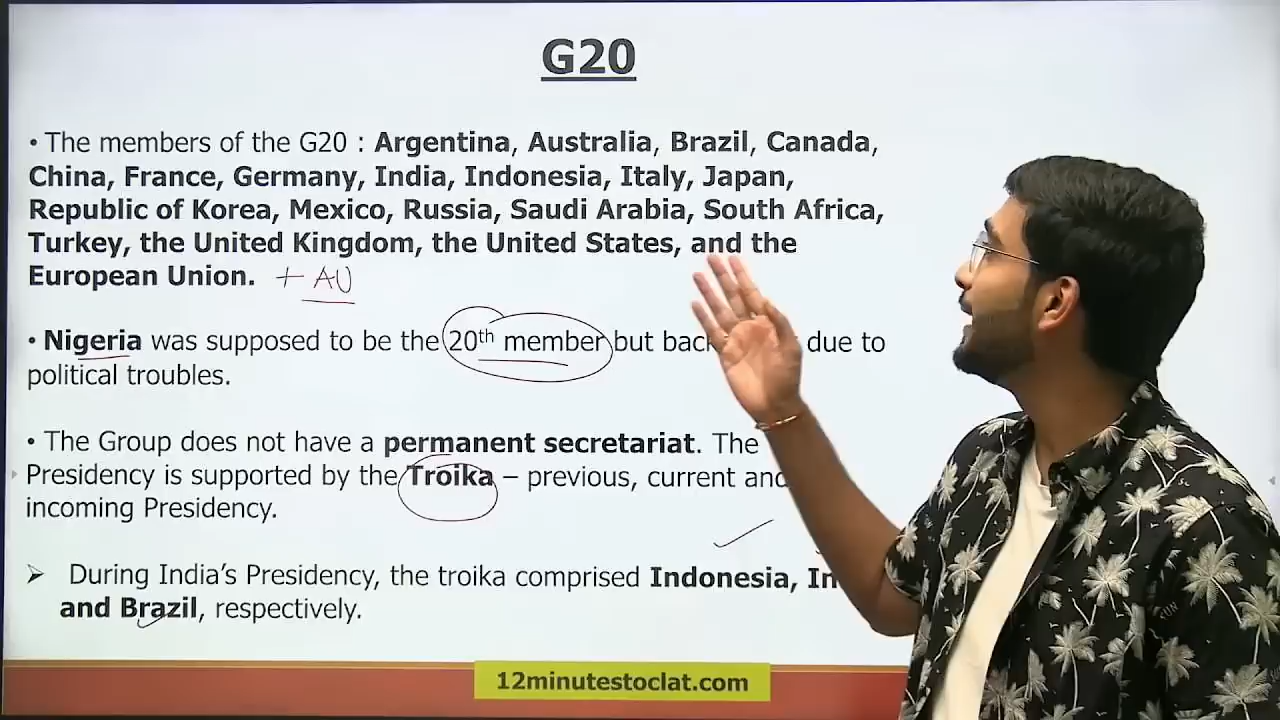 G20
• The members of the G20 : Argentina, Australia, Brazil, Canada,
China, France, Germany, India, Indonesia, Italy, Japan,
Republic of Korea, Mexico, Russia, Saudi Arabia, South Africa,
Turkey, the United Kingdom, the United States, and the
European Union. + AU
• Nigeria was supposed to be the 20th member but due to
political troubles.
• The Group does not have a permanent secretariat. The
Presidency is supported by the Troika – previous, current and
incoming Presidency.
➤ During India's Presidency, the troika comprised Indonesia,
and Brazil, respectively.
12minutestoclat.com
FUN